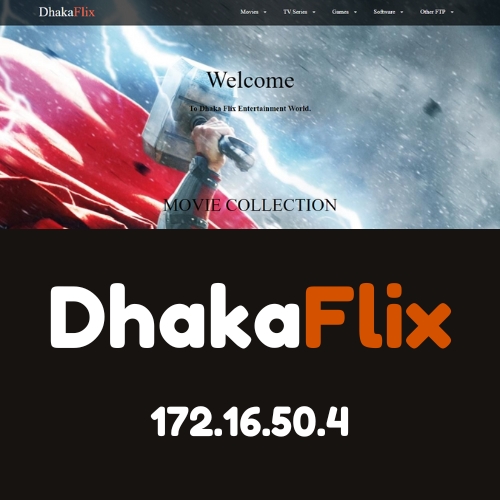 DhakaFlix Movies TV Series Games Software Other FTP
Welcome
To Dhaka Flix Entertainment World.
MOVIE COLLECTION
DhakaFlix
172.16.50.4